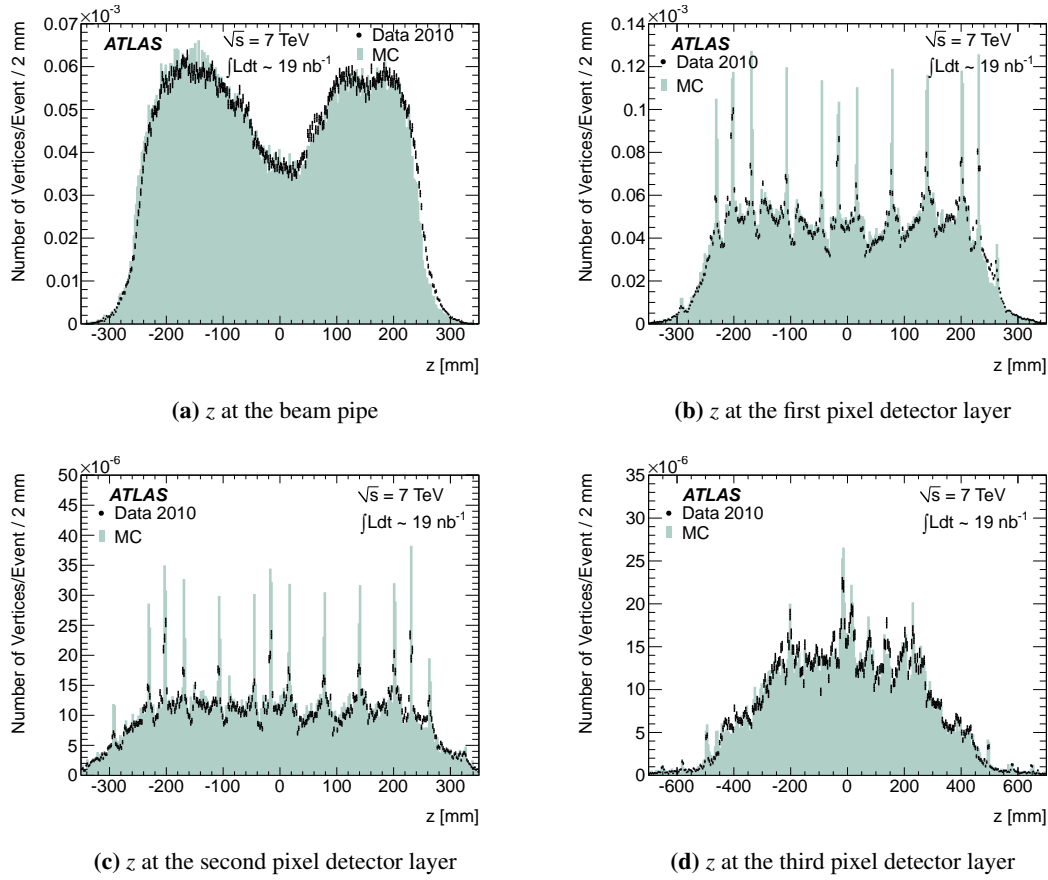 ×10⁻³
0.07
0.06
0.05
0.04
0.03
0.02
0.01
0
Number of Vertices/Event / 2 mm
ATLAS
√s = 7 TeV
∫Ldt ~ 19 nb⁻¹
Data 2010
MC
-300 -200 -100 0 100 200 300
z [mm]
(a) z at the beam pipe
×10⁻³
0.14
0.12
0.1
0.08
0.06
0.04
0.02
0
Number of Vertices/Event / 2 mm
ATLAS
Data 2010
MC
√s = 7 TeV
∫Ldt ~ 19 nb⁻¹
-300 -200 -100 0 100 200 300
z [mm]
(b) z at the first pixel detector layer
×10⁻⁶
50
45
40
35
30
25
20
15
10
5
0
Number of Vertices/Event / 2 mm
ATLAS
Data 2010
MC
√s = 7 TeV
∫Ldt ~ 19 nb⁻¹
-300 -200 -100 0 100 200 300
z [mm]
(c) z at the second pixel detector layer
×10⁻⁶
35
30
25
20
15
10
5
0
Number of Vertices/Event / 2 mm
ATLAS
Data 2010
MC
√s = 7 TeV
∫Ldt ~ 19 nb⁻¹
-600 -400 -200 0 200 400 600
z [mm]
(d) z at the third pixel detector layer